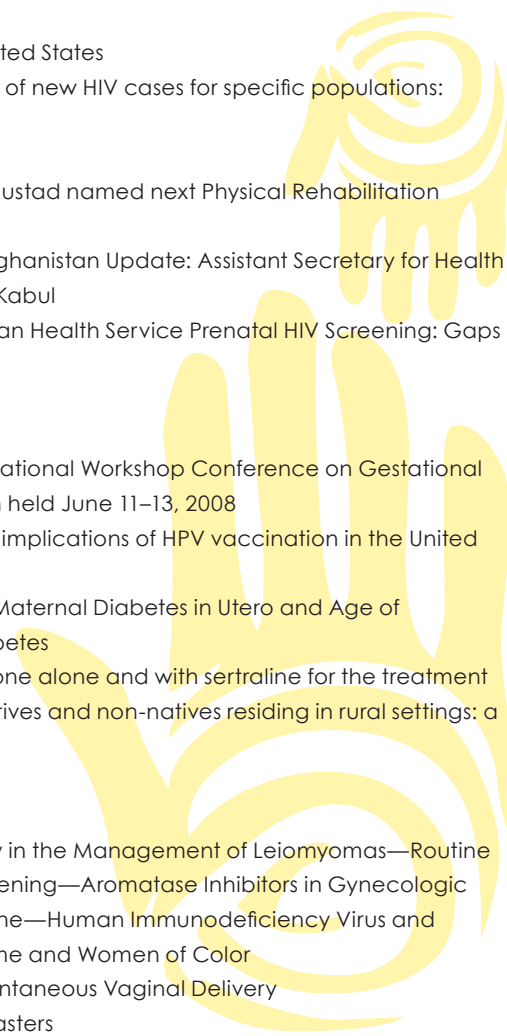 ted States
of new HIV cases for specific populations:
ustad named next Physical Rehabilitation
ghanistan Update: Assistant Secretary for Health
Kabul
an Health Service Prenatal HIV Screening: Gaps
ational Workshop Conference on Gestational
held June 11–13, 2008
implications of HPV vaccination in the United
Maternal Diabetes in Utero and Age of
betes
one alone and with sertraline for the treatment
tives and non-natives residing in rural settings: a
y in the Management of Leiomyomas—Routine
ening—Aromatase Inhibitors in Gynecologic
ne—Human Immunodeficiency Virus and
me and Women of Color
ntaneous Vaginal Delivery
asters